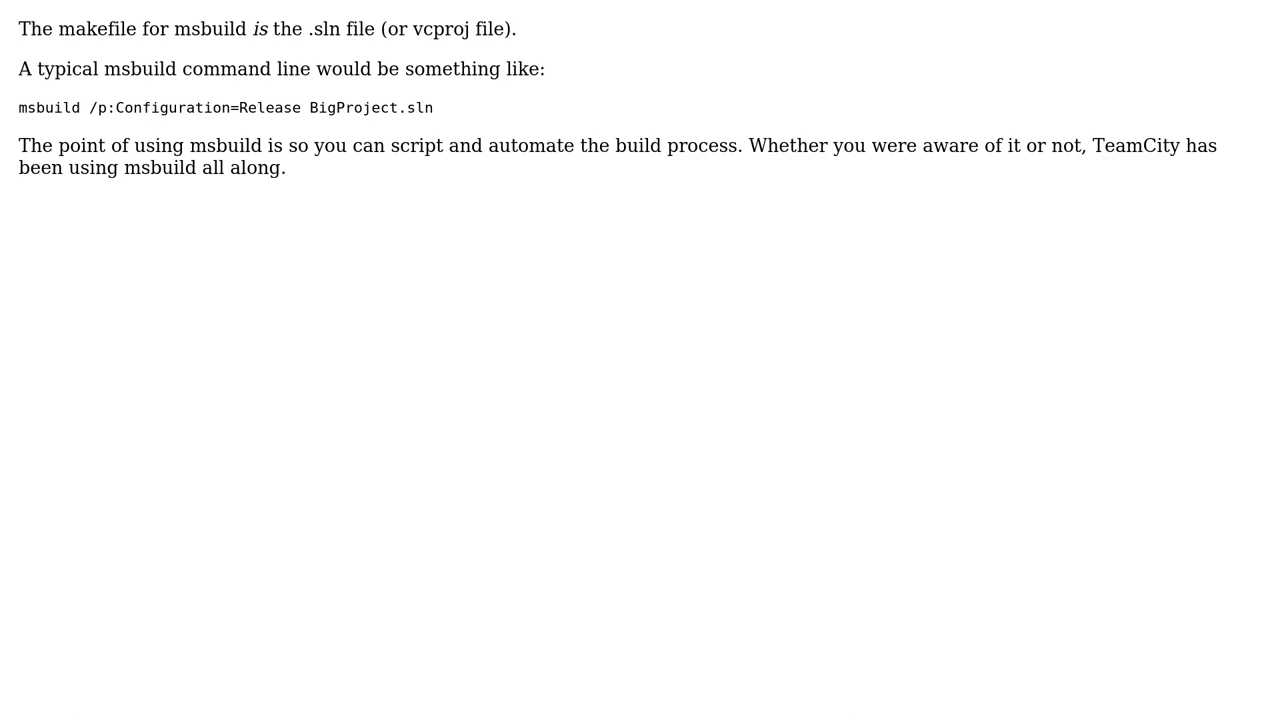 The makefile for msbuild is the .sln file (or vcproj file).
A typical msbuild command line would be something like:
msbuild /p:Configuration=Release BigProject.sln
The point of using msbuild is so you can script and automate the build process. Whether you were aware of it or not, TeamCity has
been using msbuild all along.